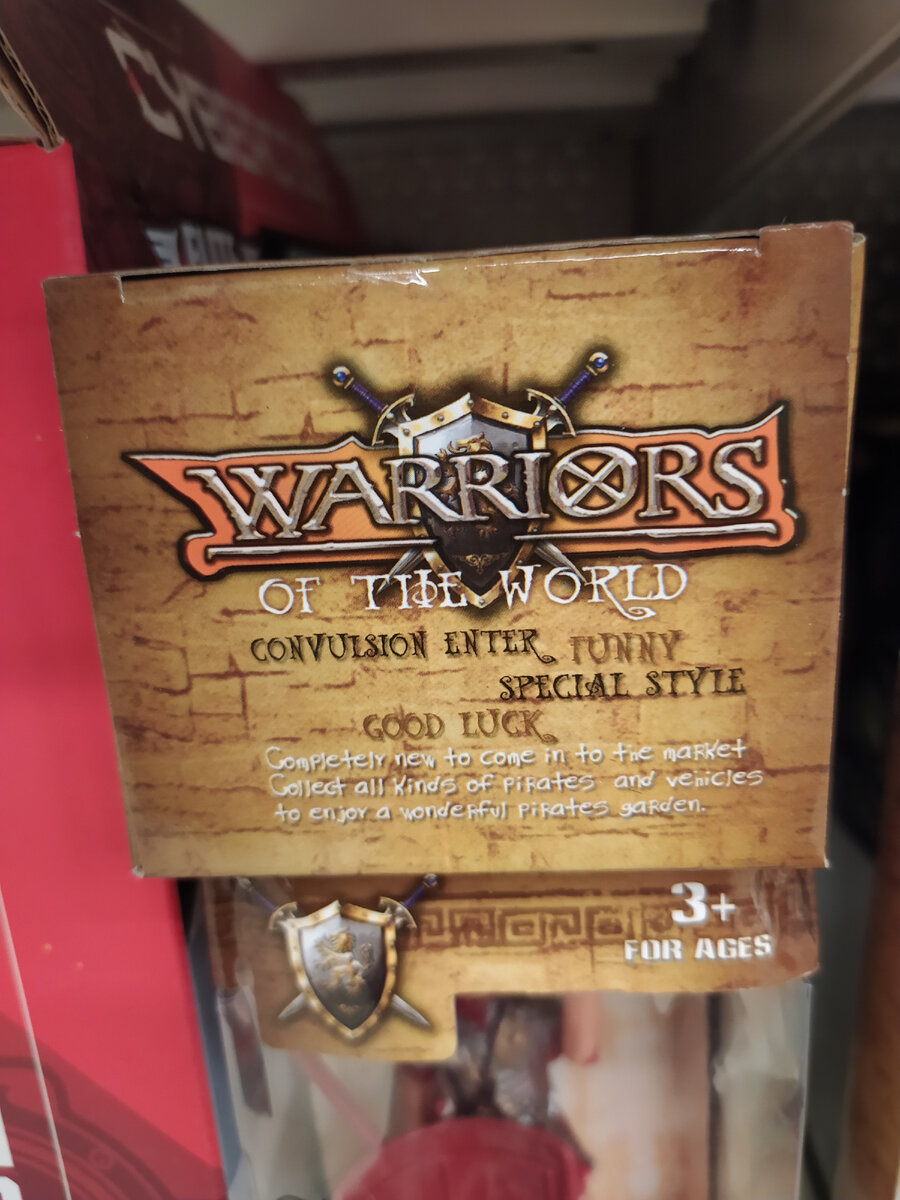 WARRIORS
OF THE WORLD
CONVULSION ENTER FUNNY
SPECIAL STYLE
GOOD LUCK
Completely new to come in to the market
Collect all kinds of pirates and vehicles
to enjoy a wonderful pirates garden.
3+
FOR AGES